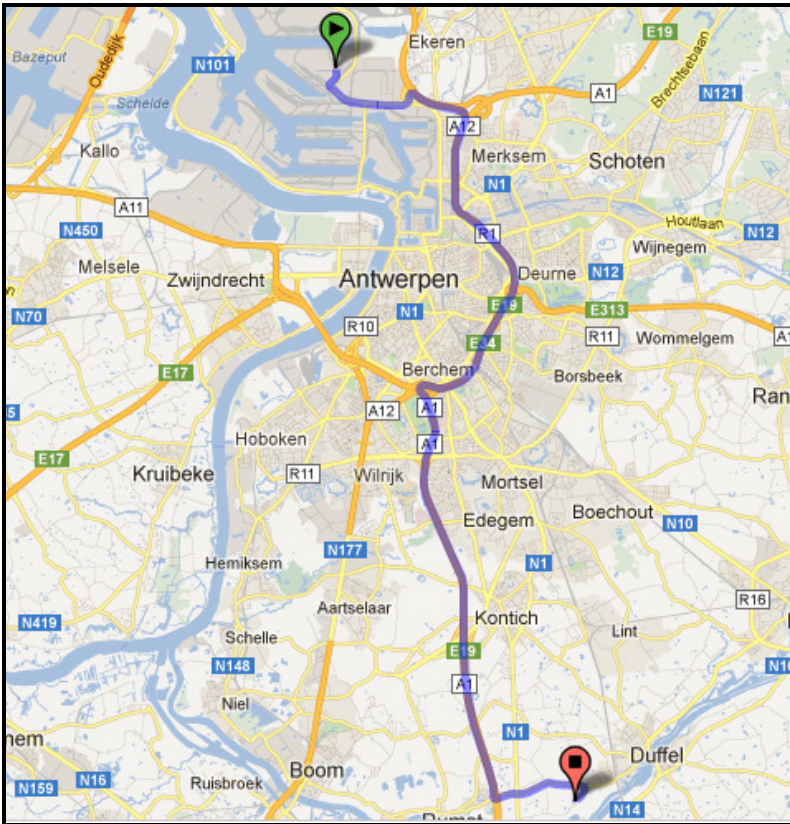 Ekeren
E19
Bazeput
Oudedijk
N101
Brechtsebaan
A1
N121
Schelde
A12
Kallo
Merksem
Schoten
N1
A11
Houtlaan
N450
R1
N12
Wijnegem
Melsele
Zwijndrecht
Antwerpen
Deurne
N12
E19
N70
N1
E313
R10
R11
Wommelgem
E34
E17
Berchem
Borsbeek
Ran
A12
A1
Hoboken
A1
E17
Kruibeke
R11
Wilrijk
Mortsel
Edegem
Boechout
N10
N177
Hemiksem
N1
Aartselaar
R16
N419
Kontich
Schelle
Lint
E19
N148
A1
Niel
N1
Duffel
Boom
N16
Ruisbroek
N159
N14